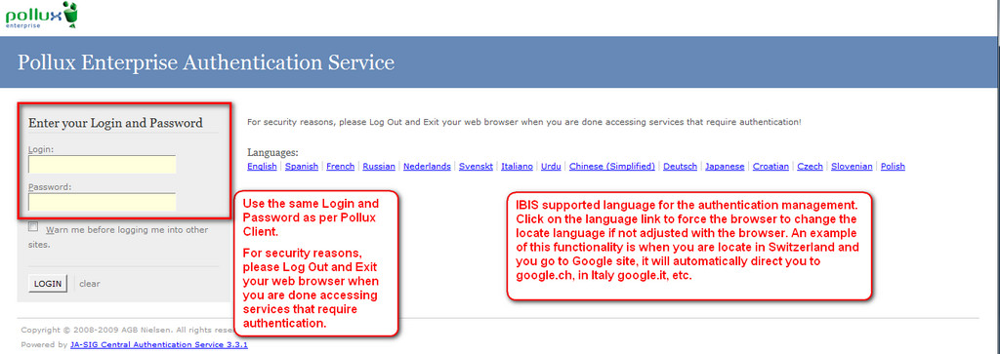 pollux
enterprise
Pollux Enterprise Authentication Service
Enter your Login and Password
For security reasons, please Log Out and Exit your web browser when you are done accessing services that require authentication!
Login:
Languages:
English | Spanish | French | Russian | Nederlands | Svenskt | Italiano | Urdu | Chinese (Simplified) | Deutsch | Japanese | Croatian | Czech | Slovenian | Polish
Password:
Warn me before logging me into other
sites.
LOGIN clear
Use the same Login and
Password as per Pollux
Client.
For security reasons,
please Log Out and Exit
your web browser when
you are done accessing
services that require
authentication.
IBIS supported language for the authentication management.
Click on the language link to force the browser to change the
locate language if not adjusted with the browser. An example
of this functionality is when you are locate in Switzerland and
you go to Google site, it will automatically direct you to
google.ch, in Italy google.it, etc.
Copyright © 2008-2009 AGB Nielsen. All rights
Powered by JA-SIG Central Authentication Service 3.3.1